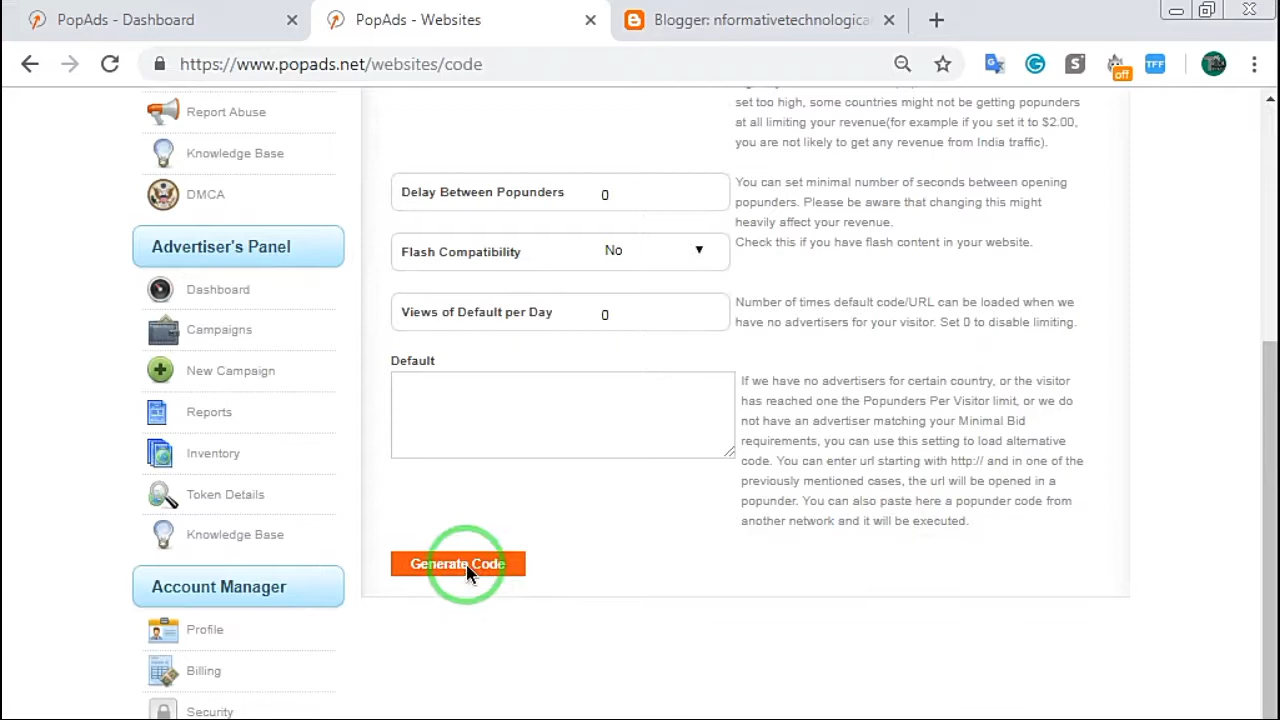 PopAds - Dashboard
PopAds - Websites
Blogger: nformativetechnologica
https://www.popads.net/websites/code
off
TFF
Report Abuse
Knowledge Base
DMCA
Advertiser's Panel
Dashboard
Campaigns
New Campaign
Reports
Inventory
Token Details
Knowledge Base
Account Manager
Profile
Billing
Security
set too high, some countries might not be getting popunders
at all limiting your revenue(for example if you set it to $2.00,
you are not likely to get any revenue from India traffic).
Delay Between Popunders 0
You can set minimal number of seconds between opening
popunders. Please be aware that changing this might
heavily affect your revenue.
Flash Compatibility No
Check this if you have flash content in your website.
Views of Default per Day 0
Number of times default code/URL can be loaded when we
have no advertisers for your visitor. Set 0 to disable limiting.
Default
If we have no advertisers for certain country, or the visitor
has reached one the Popunders Per Visitor limit, or we do
not have an advertiser matching your Minimal Bid
requirements, you can use this setting to load alternative
code. You can enter url starting with http:// and in one of the
previously mentioned cases, the url will be opened in a
popunder. You can also paste here a popunder code from
another network and it will be executed.
Generate Code